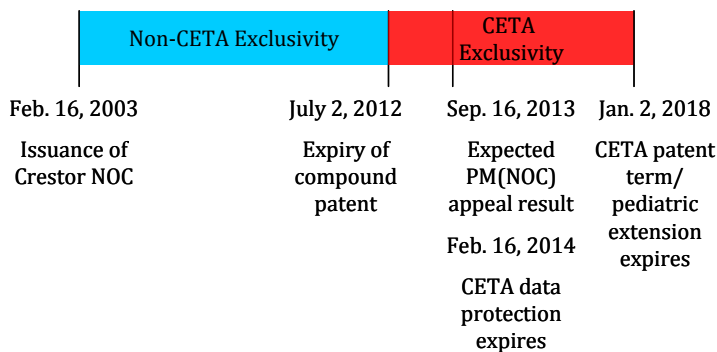 Non-CETA Exclusivity
CETA
Exclusivity
Feb. 16, 2003
Issuance of
Crestor NOC
July 2, 2012
Expiry of
compound
patent
Sep. 16, 2013
Expected
PM(NOC)
appeal result
Feb. 16, 2014
CETA data
protection
expires
Jan. 2, 2018
CETA patent
term/
pediatric
extension
expires